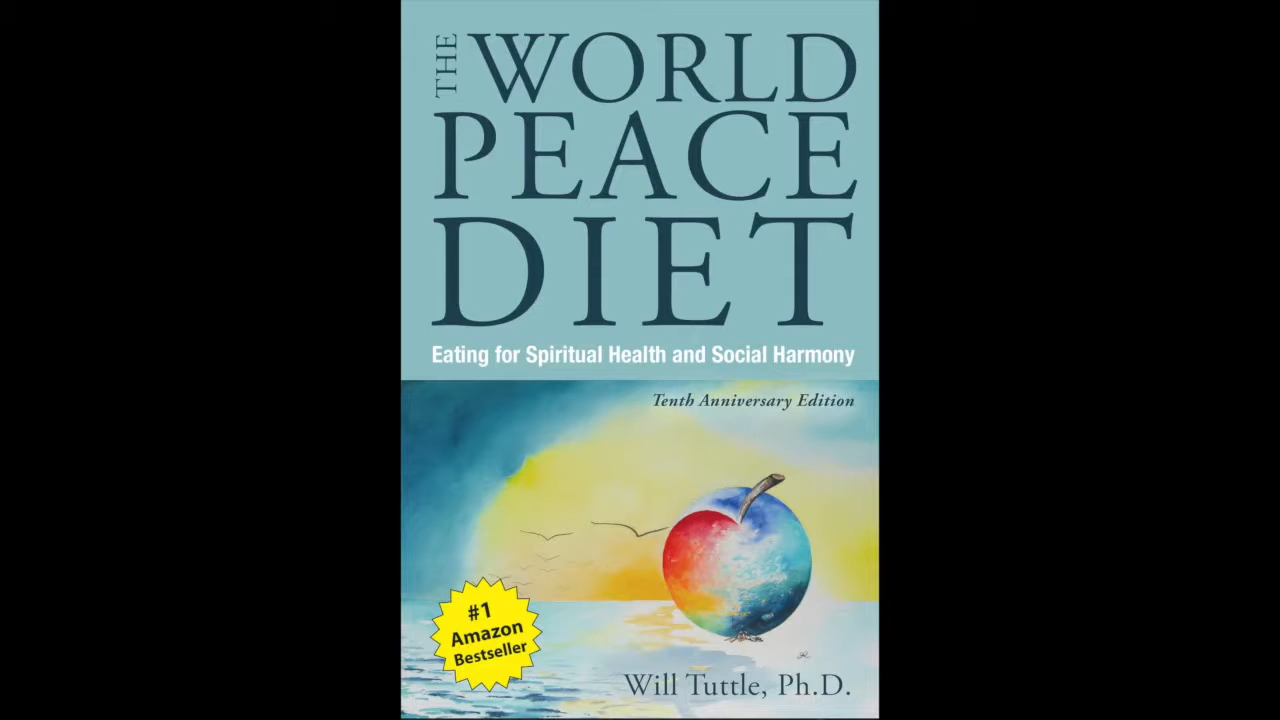 THE WORLD
PEACE
DIET
Eating for Spiritual Health and Social Harmony
Tenth Anniversary Edition
#1
Amazon
Bestseller
Will Tuttle, Ph.D.